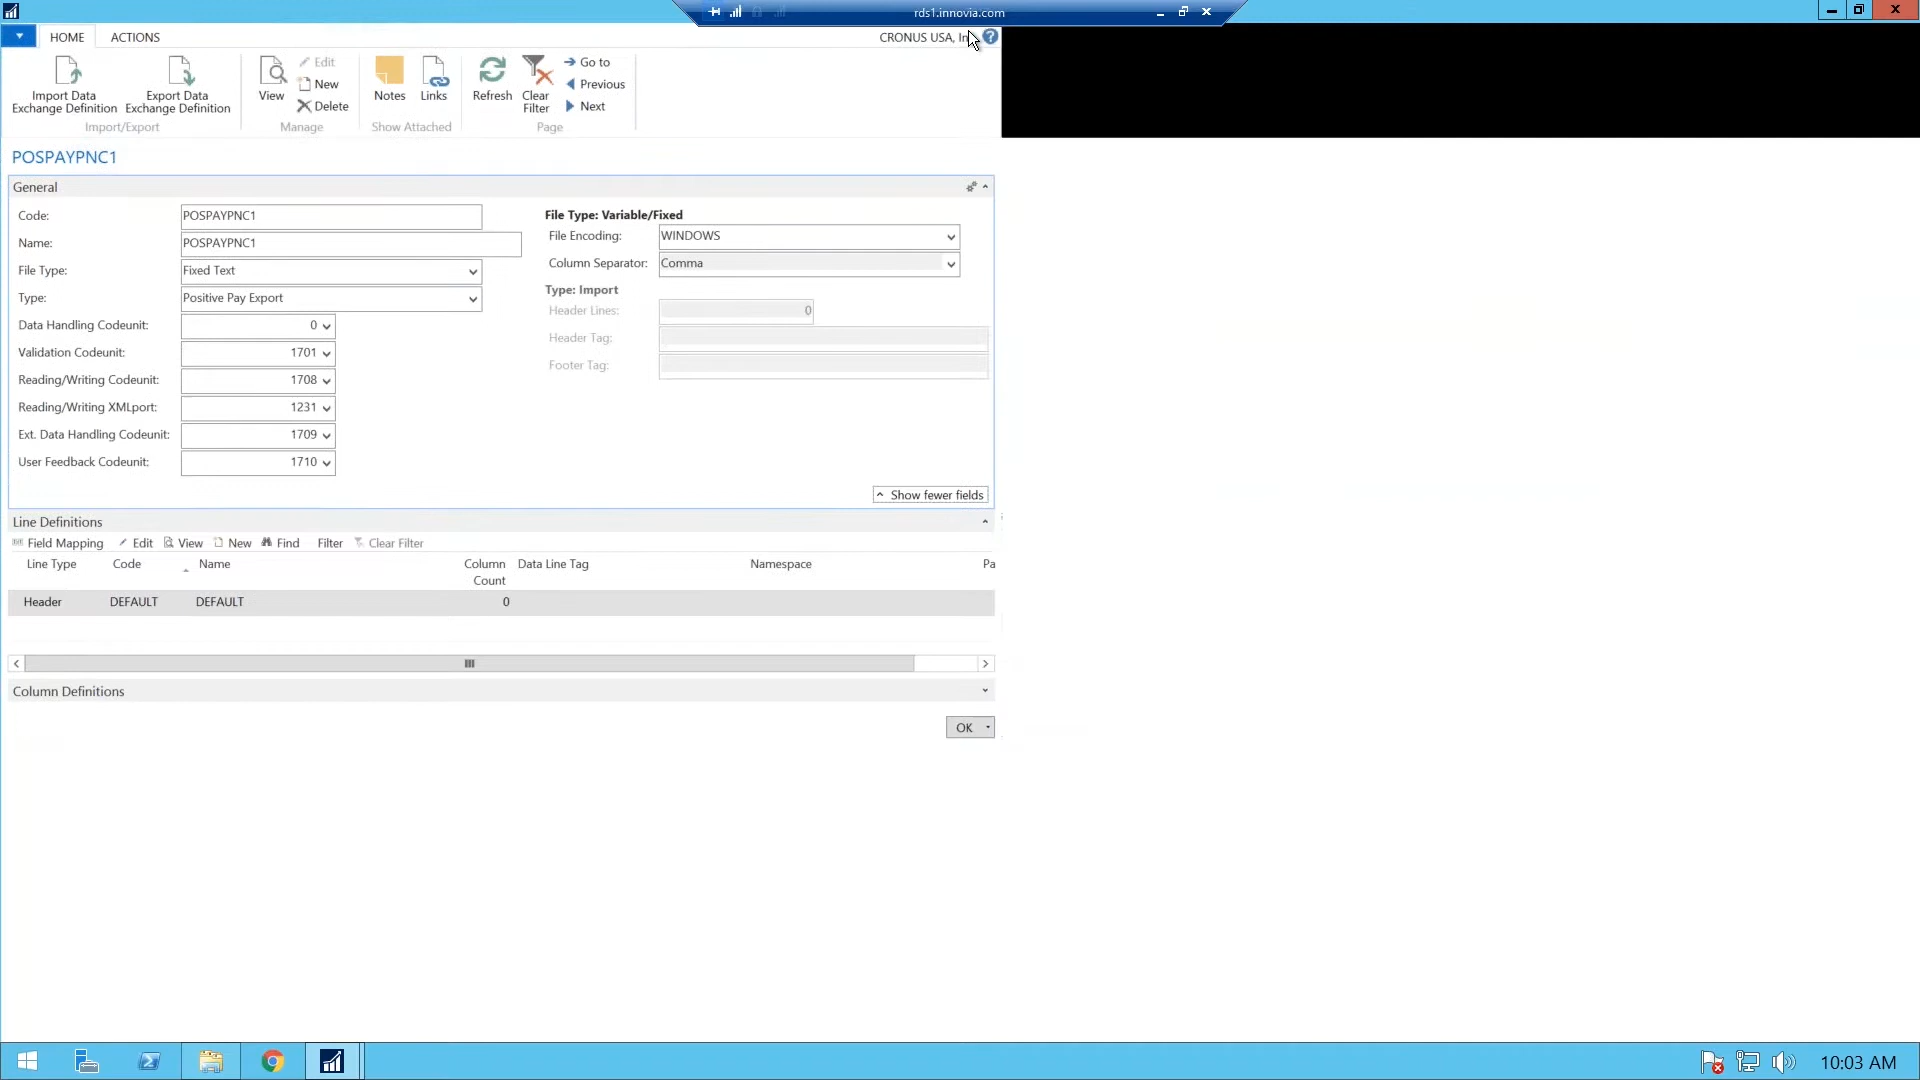 rds1.innovia.com
HOME ACTIONS
CRONUS USA, In
?
Import Data
Exchange Definition
Export Data
Exchange Definition
View
Edit
New
Delete
Notes
Links
Refresh
Clear
Filter
Go to
Previous
Next
Import/Export
Manage
Show Attached
Page
POSPAYPNC1
General
Code: POSPAYPNC1
Name: POSPAYPNC1
File Type: Fixed Text
Type: Positive Pay Export
Data Handling Codeunit: 0
Validation Codeunit: 1701
Reading/Writing Codeunit: 1708
Reading/Writing XMLport: 1231
Ext. Data Handling Codeunit: 1709
User Feedback Codeunit: 1710
File Type: Variable/Fixed
File Encoding: WINDOWS
Column Separator: Comma
Type: Import
Header Lines: 0
Header Tag:
Footer Tag:
Show fewer fields
Line Definitions
Field Mapping Edit View New Find Filter Clear Filter
Line Type Code Name Column Count Data Line Tag Namespace Pa
Header DEFAULT DEFAULT 0
Column Definitions
OK
10:03 AM